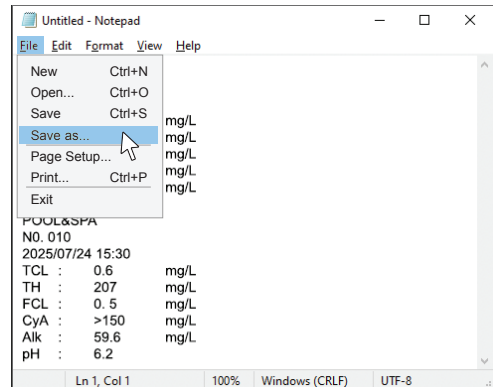 Untitled - Notepad
File Edit Format View Help
New Ctrl+N
Open... Ctrl+O
Save Ctrl+S
mg/L
Save as...
mg/L
Page Setup...
mg/L
mg/L
Print... Ctrl+P
mg/L
Exit
POOL&SPA
N0. 010
2025/07/24 15:30
TCL : 0.6 mg/L
TH : 207 mg/L
FCL : 0. 5 mg/L
CyA : >150 mg/L
Alk : 59.6 mg/L
pH : 6.2
Ln 1, Col 1 100% Windows (CRLF) UTF-8